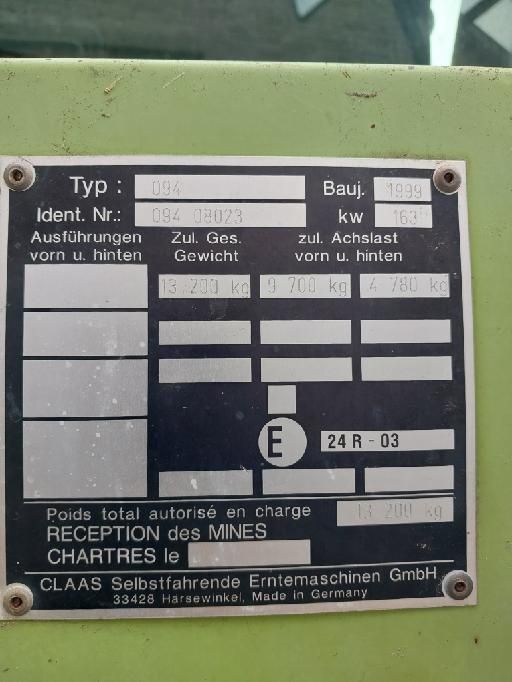 Typ : 094 Bauj. 1999
Ident. Nr.: 094 08023 kw 163
Ausführungen vorn u. hinten
Zul. Ges. Gewicht
zul. Achslast vorn u. hinten
13 200 kg 9 700 kg 4 780 kg
E 24 R - 03
Poids total autorisé en charge 13 200 kg
RECEPTION des MINES
CHARTRES le
CLAAS Selbstfahrende Erntemaschinen GmbH
33428 Harsewinkel, Made in Germany